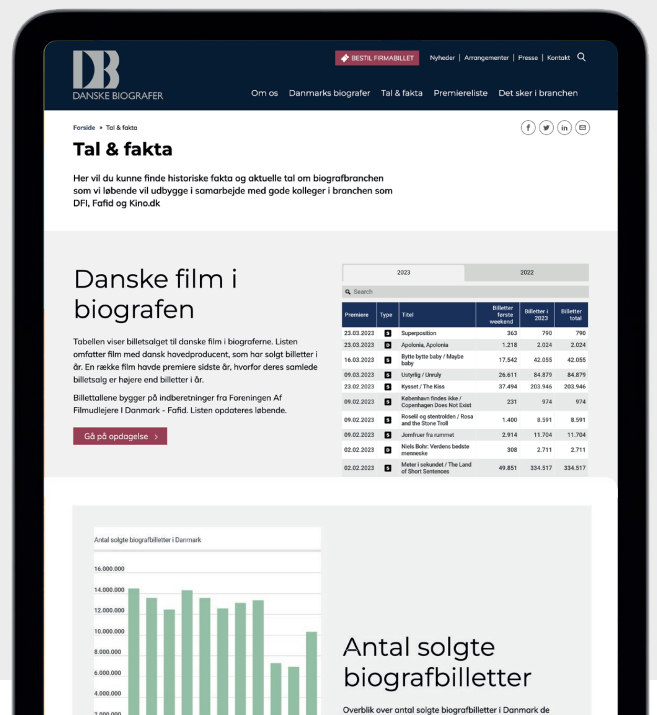 BESTIL FIRMABILLET
Nyheder | Arrangementer | Presse | Kontakt
DB
DANSKE BIOGRAFER
Om os Danmarks biografer Tal & fakta Premiereliste Det sker i branchen
Forside » Tal & fakta
Tal & fakta
Her vil du kunne finde historiske fakta og aktuelle tal om biografbranchen
som vi løbende vil udbygge i samarbejde med gode kolleger i branchen som
DFI, Fafid og Kino.dk
Danske film i
biografen
Tabellen viser billetsalget til danske film i biograferne. Listen
omfatter film med dansk hovedproducent, som har solgt billetter i
år. En række film havde premiere sidste år, hvorfor deres samlede
billetsalg er højere end billetter i år.
Billettallene bygger på indberetninger fra Foreningen Af
Filmudlejere I Danmark - Fafid. Listen opdateres løbende.
Gå på opdagelse >
2023 2022
Search
Premiere Type Titel Billetter første weekend Billetter i 2023 Billetter total
23.03.2023 S Superposition 363 790 790
23.03.2023 D Apolonia, Apolonia 1.218 2.024 2.024
16.03.2023 S Bytte bytte baby / Maybe baby 17.542 42.055 42.055
09.03.2023 S Ustyrlig / Unruly 26.611 84.879 84.879
23.02.2023 S Kysset / The Kiss 37.494 203.946 203.946
09.02.2023 S København findes ikke / Copenhagen Does Not Exist 231 974 974
09.02.2023 S Roselil og stentrolden / Rosa and the Stone Troll 1.400 8.591 8.591
09.02.2023 S Jomfruer fra rummet 2.914 11.704 11.704
02.02.2023 D Niels Bohr: Verdens bedste menneske 308 2.711 2.711
02.02.2023 S Meter i sekundet / The Land of Short Sentences 49.851 334.517 334.517
Antal solgte biografbilletter i Danmark
16.000.000
14.000.000
12.000.000
10.000.000
8.000.000
6.000.000
4.000.000
2.000.000
Antal solgte
biografbilletter
Overblik over antal solgte biografbilletter i Danmark de